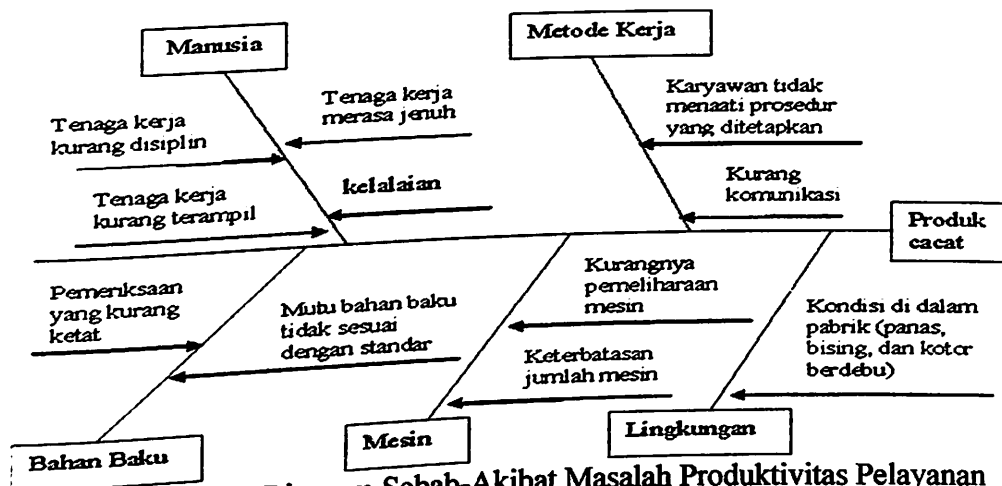 Manusia
Metode Kerja
Tenaga kerja
kurang disiplin
Tenaga kerja
merasa jenuh
Karyawan tidak
menaati prosedur
yang ditetapkan
Tenaga kerja
kurang terampil
kelalaian
Kurang
komunikasi
Produk
cacat
Pemeriksaan
yang kurang
ketat
Mutu bahan baku
tidak sesuai
dengan standar
Kurangnya
pemeliharaan
mesin
Keterbatasan
jumlah mesin
Kondisi di dalam
pabrik (panas,
bising, dan kotor
berdebu)
Bahan Baku
Mesin
Lingkungan
Sebab-Akibat Masalah Produktivitas Pelayanan